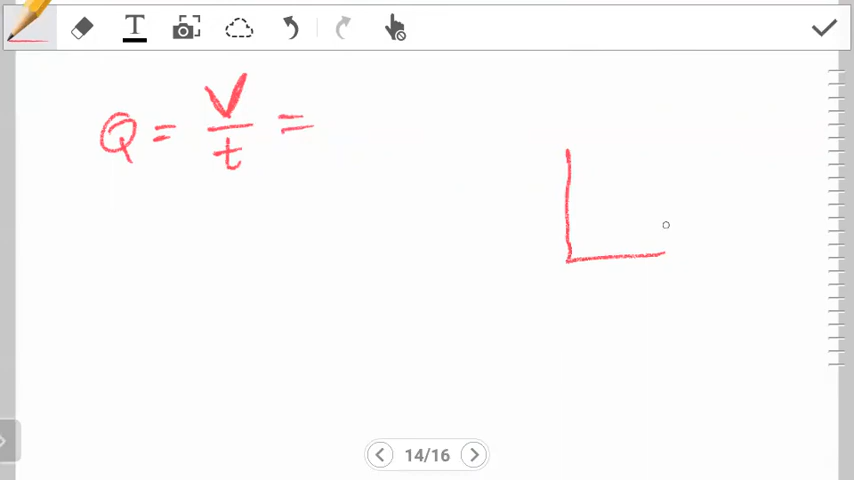 T
Q = V/t =
14/16